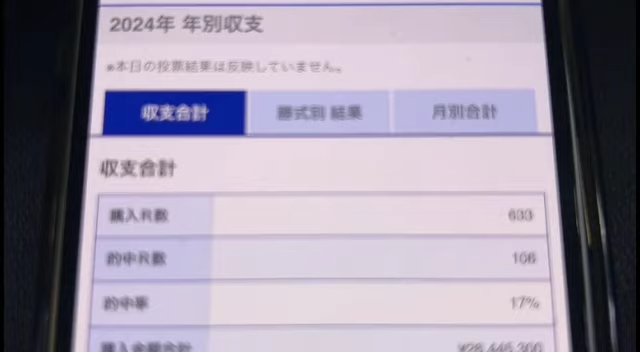 2024年 年別収支
※本日の投票結果は反映していません。
収支合計 勝式別 結果 月別合計
収支合計
購入R数 633
的中R数 106
的中率 17%
購入金額合計 ¥28,445,300